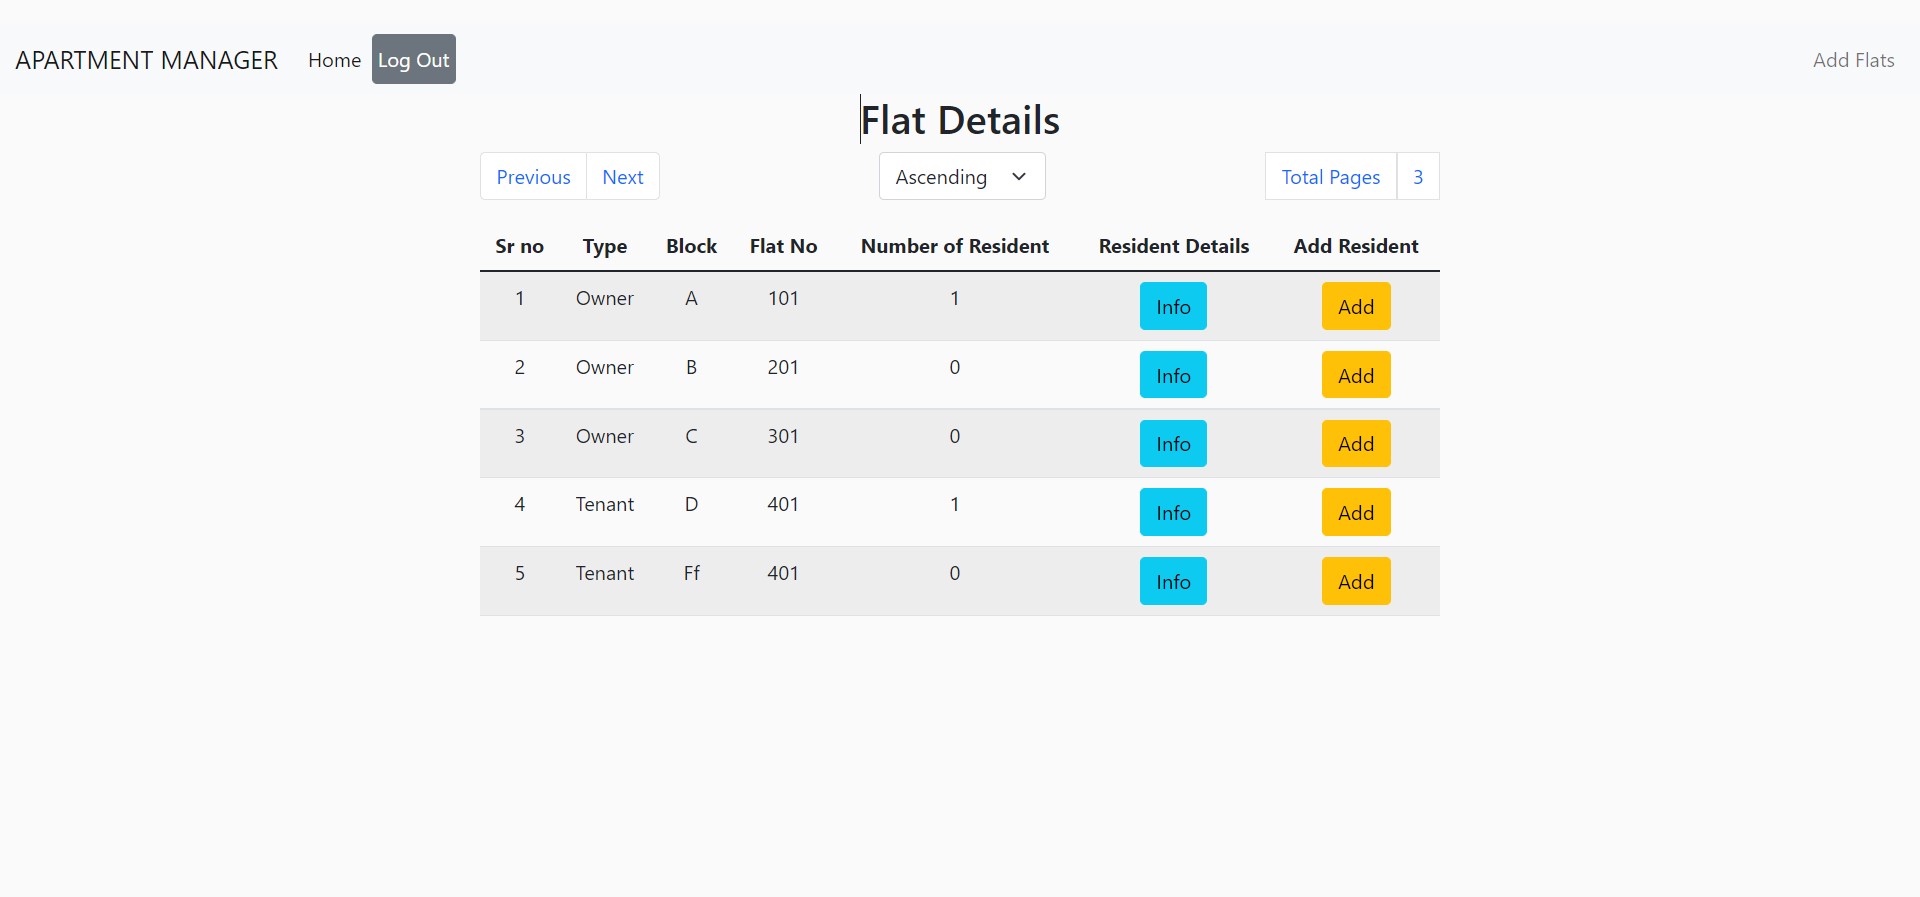 APARTMENT MANAGER Home Log Out Add Flats
Flat Details
Previous Next Ascending Total Pages 3
Sr no Type Block Flat No Number of Resident Resident Details Add Resident
1 Owner A 101 1 Info Add
2 Owner B 201 0 Info Add
3 Owner C 301 0 Info Add
4 Tenant D 401 1 Info Add
5 Tenant Ff 401 0 Info Add